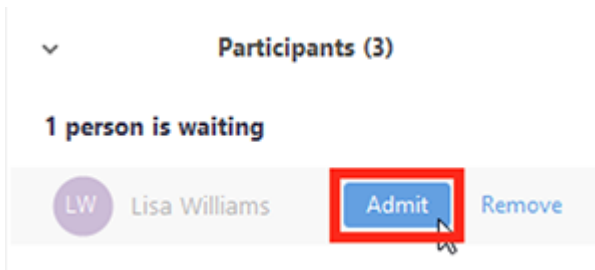 Participants (3)
1 person is waiting
LW Lisa Williams Admit Remove